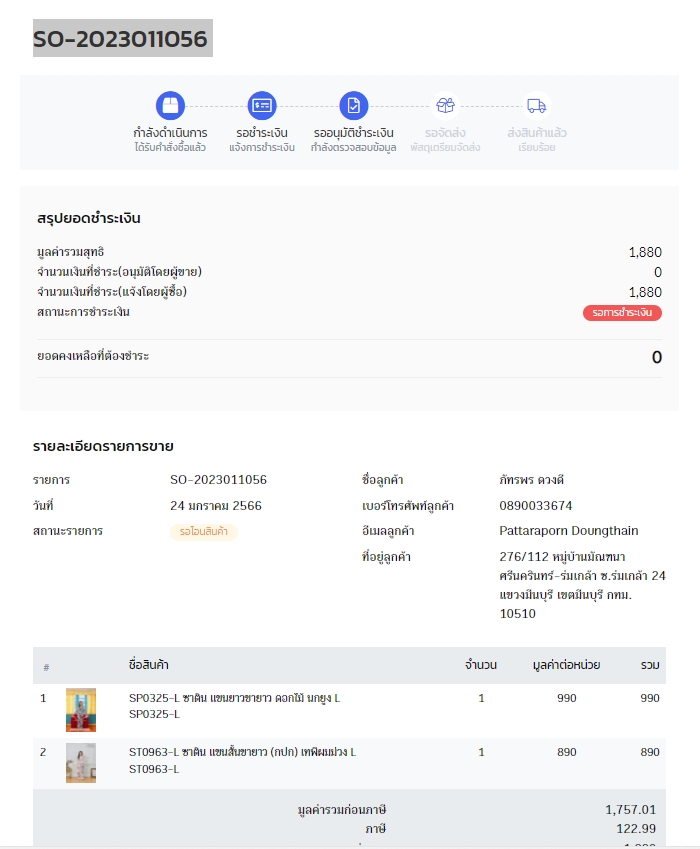 SO-2023011056
กำลังดำเนินการ
ได้รับคำสั่งซื้อแล้ว
รอชำระเงิน
แจ้งการชำระเงิน
รออนุมัติชำระเงิน
กำลังตรวจสอบข้อมูล
รอจัดส่ง
พัสดุเตรียมจัดส่ง
ส่งสินค้าแล้ว
เรียบร้อย
สรุปยอดชำระเงิน
มูลค่ารวมสุทธิ 1,880
จำนวนเงินที่ชำระ(อนุมัติโดยผู้ขาย) 0
จำนวนเงินที่ชำระ(แจ้งโดยผู้ซื้อ) 1,880
สถานะการชำระเงิน รอการชำระเงิน
ยอดคงเหลือที่ต้องชำระ 0
รายละเอียดรายการขาย
รายการ SO-2023011056
วันที่ 24 มกราคม 2566
สถานะรายการ รอโอนสินค้า
ชื่อลูกค้า ภัทรพร ดวงดี
เบอร์โทรศัพท์ลูกค้า 0890033674
อีเมลลูกค้า Pattaraporn Doungthain
ที่อยู่ลูกค้า 276/112 หมู่บ้านมัณฑนา
ศรีนครินทร์-ร่มเกล้า ซ.ร่มเกล้า 24
แขวงมีนบุรี เขตมีนบุรี กทม.
10510
# ชื่อสินค้า จำนวน มูลค่าต่อหน่วย รวม
1 SP0325-L ซาติน แขนยาวขายาว ดอกไม้ นกยูง L 1 990 990
SP0325-L
2 ST0963-L ซาติน แขนสั้นขายาว (กปก) เทพีผมม่วง L 1 890 890
ST0963-L
มูลค่ารวมก่อนภาษี 1,757.01
ภาษี 122.99